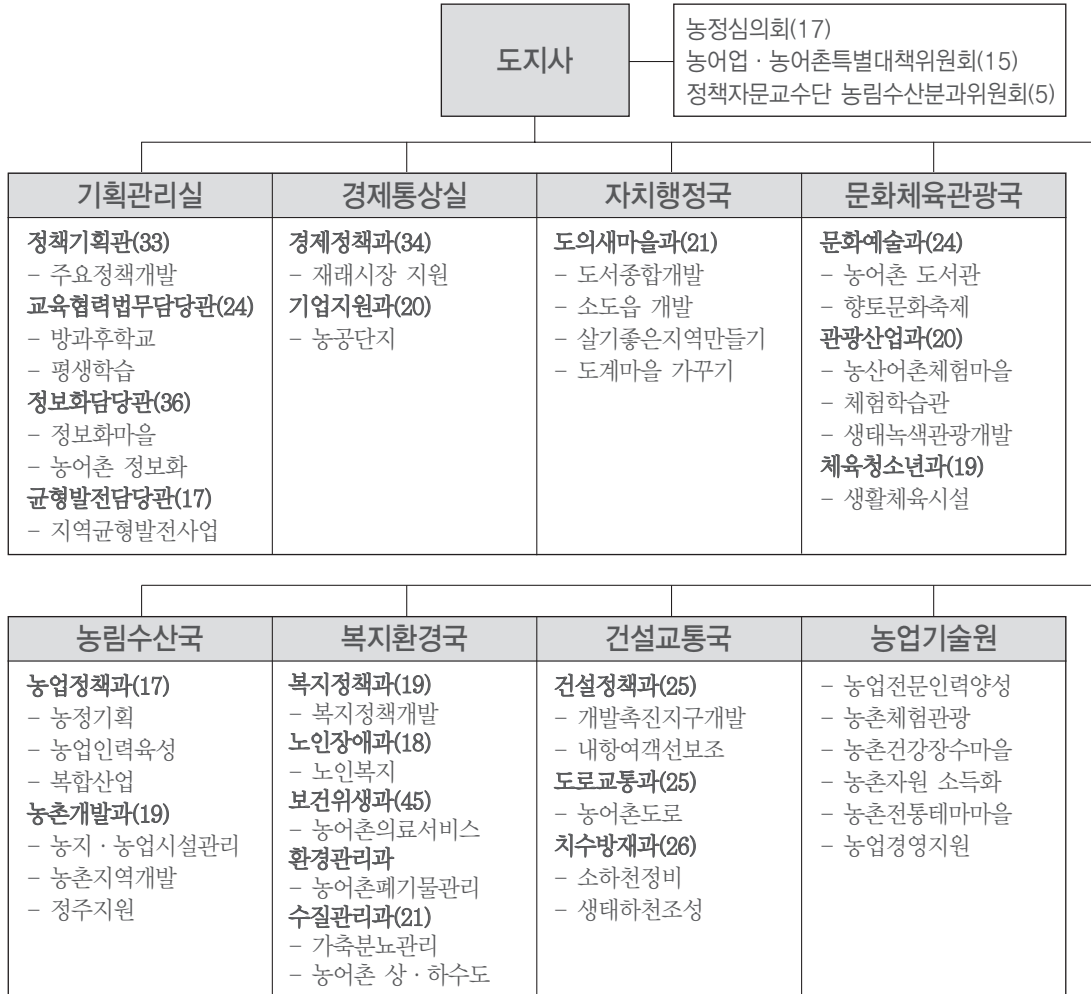 도지사
농정심의회(17)
농어업 · 농어촌특별대책위원회(15)
정책자문교수단 농림수산분과위원회(5)
기획관리실
정책기획관(33)
– 주요정책개발
교육협력법무담당관(24)
– 방과후학교
– 평생학습
정보화담당관(36)
– 정보화마을
– 농어촌 정보화
균형발전담당관(17)
– 지역균형발전사업
경제통상실
경제정책과(34)
– 재래시장 지원
기업지원과(20)
– 농공단지
자치행정국
도의새마을과(21)
– 도서종합개발
– 소도읍 개발
– 살기좋은지역만들기
– 도계마을 가꾸기
문화체육관광국
문화예술과(24)
– 농어촌 도서관
– 향토문화축제
관광산업과(20)
– 농산어촌체험마을
– 체험학습관
– 생태녹색관광개발
체육청소년과(19)
– 생활체육시설
농림수산국
농업정책과(17)
– 농정기획
– 농업인력육성
– 복합산업
농촌개발과(19)
– 농지 · 농업시설관리
– 농촌지역개발
– 정주지원
복지환경국
복지정책과(19)
– 복지정책개발
노인장애과(18)
– 노인복지
보건위생과(45)
– 농어촌의료서비스
환경관리과
– 농어촌폐기물관리
수질관리과(21)
– 가축분뇨관리
– 농어촌 상 · 하수도
건설교통국
건설정책과(25)
– 개발촉진지구개발
– 내항여객선보조
도로교통과(25)
– 농어촌도로
치수방재과(26)
– 소하천정비
– 생태하천조성
농업기술원
– 농업전문인력양성
– 농촌체험관광
– 농촌건강장수마을
– 농촌자원 소득화
– 농촌전통테마마을
– 농업경영지원